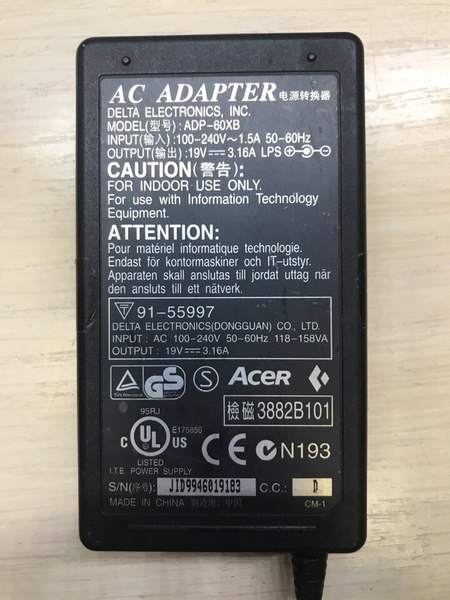 AC ADAPTER 电源转换器
DELTA ELECTRONICS, INC.
MODEL(型号): ADP-60XB
INPUT(输入):100-240V~1.5A 50-60Hz
OUTPUT(输出):19V⎓3.16A LPS
CAUTION(警告):
FOR INDOOR USE ONLY.
For use with Information Technology
Equipment.
ATTENTION:
Pour matériel informatique technologie.
Endast för kontormaskiner och IT-utstyr.
Apparaten skall anslutas till jordat uttag när
den ansluts till ett nätverk.
91-55997
DELTA ELECTRONICS(DONGGUAN) CO., LTD.
INPUT : AC 100-240V 50-60Hz 118-158VA
OUTPUT : 19V⎓3.16A
TÜV Rheinland GS S ACER
檢磁 3882B101
95RJ
E175856
c UL US
LISTED
I.T.E. POWER SUPPLY
CE N193
S/N(序号): JID9946019183 C.C.: D
MADE IN CHINA 制造地: 中国
CM-1